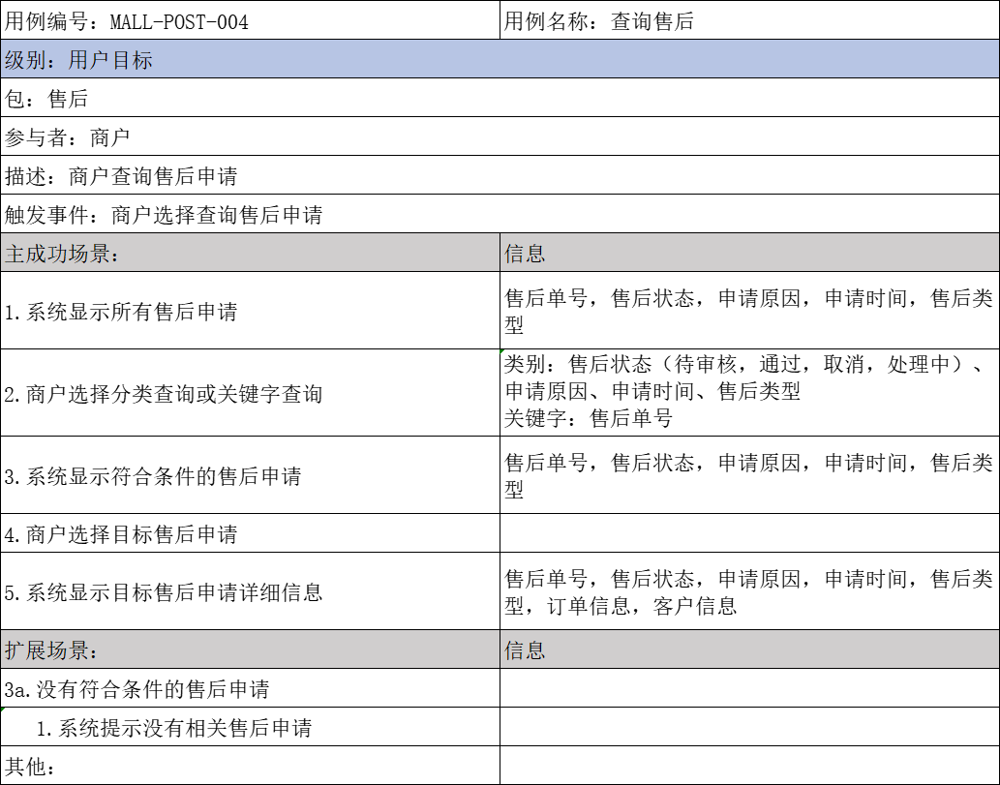 用例编号：MALL-POST-004
用例名称：查询售后
级别：用户目标
包：售后
参与者：商户
描述：商户查询售后申请
触发事件：商户选择查询售后申请
主成功场景：
信息
1.系统显示所有售后申请
售后单号，售后状态，申请原因，申请时间，售后类
型
2.商户选择分类查询或关键字查询
类别：售后状态（待审核，通过，取消，处理中）、
申请原因、申请时间、售后类型
关键字：售后单号
3.系统显示符合条件的售后申请
售后单号，售后状态，申请原因，申请时间，售后类
型
4.商户选择目标售后申请
5.系统显示目标售后申请详细信息
售后单号，售后状态，申请原因，申请时间，售后类
型，订单信息，客户信息
扩展场景：
信息
3a.没有符合条件的售后申请
1.系统提示没有相关售后申请
其他：